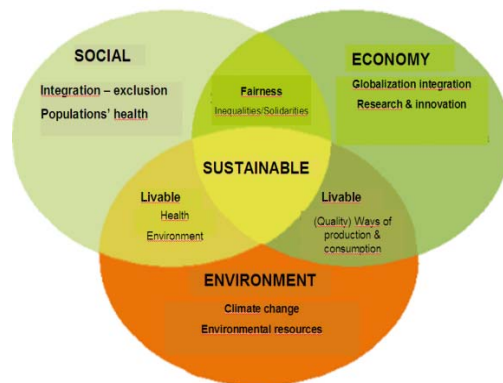 SOCIAL
Integration – exclusion
Populations' health
ECONOMY
Globalization integration
Research & innovation
Fairness
Inequalities/Solidarities
SUSTAINABLE
Livable
Health
Environment
Livable
(Quality) Ways of
production &
consumption
ENVIRONMENT
Climate change
Environmental resources